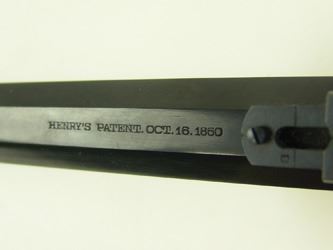 HENRY'S PATENT. OCT. 16. 1860